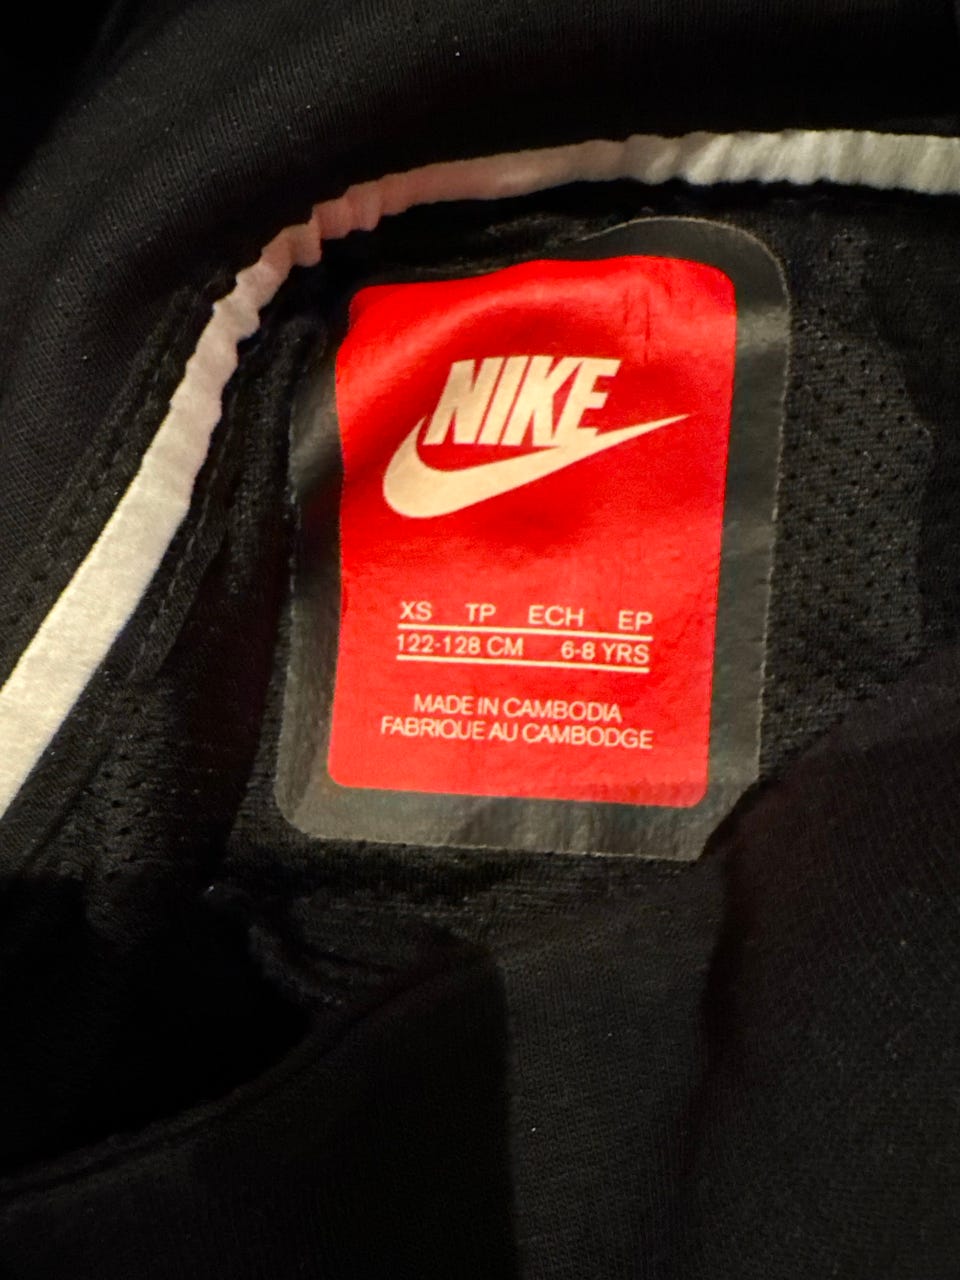 NIKE
XS TP ECH EP
122-128 CM 6-8 YRS
MADE IN CAMBODIA
FABRIQUE AU CAMBODGE